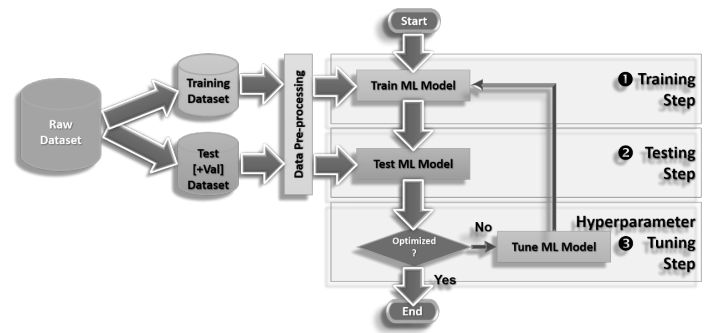 Start
Raw
Dataset
Training
Dataset
Test
[+Val]
Dataset
Data Pre-processing
Train ML Model
❶ Training
Step
Test ML Model
❷ Testing
Step
Optimized
?
No
Yes
Tune ML Model
Hyperparameter
❸ Tuning
Step
End